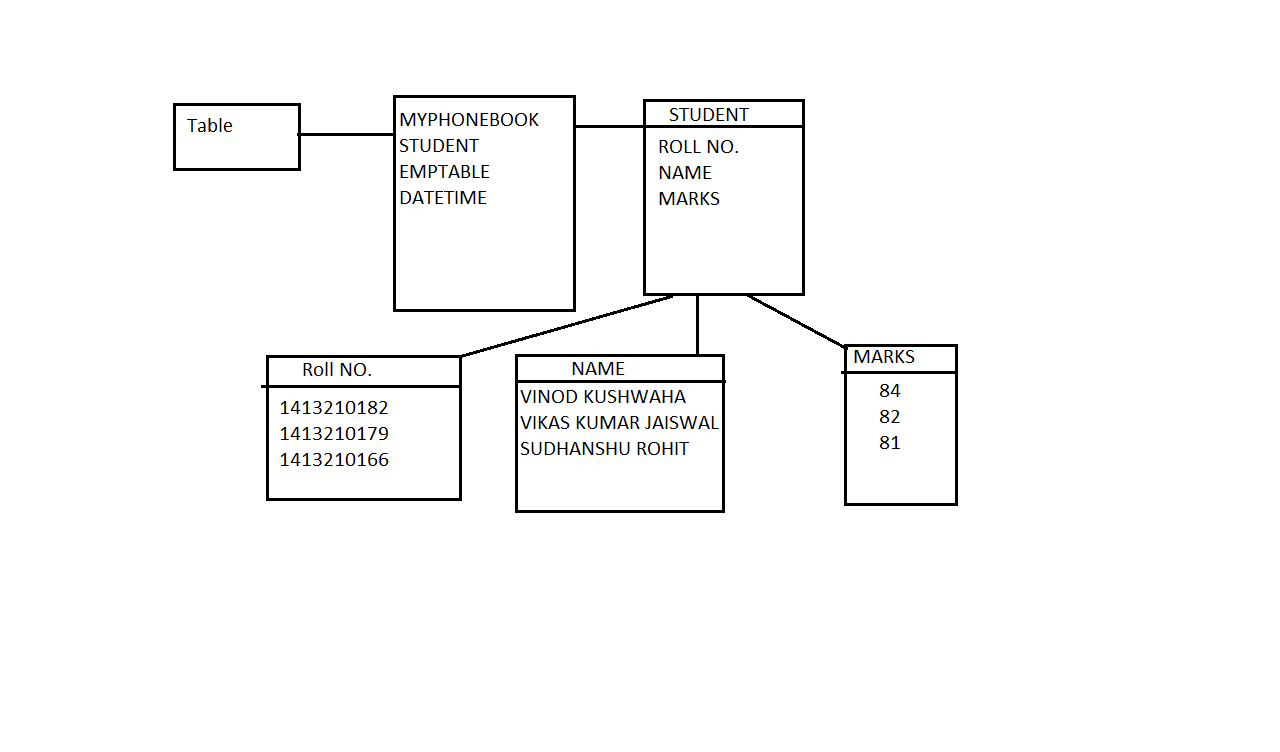 Table
MYPHONEBOOK
STUDENT
EMPTABLE
DATETIME
STUDENT
ROLL NO.
NAME
MARKS
Roll NO.
1413210182
1413210179
1413210166
NAME
VINOD KUSHWAHA
VIKAS KUMAR JAISWAL
SUDHANSHU ROHIT
MARKS
84
82
81